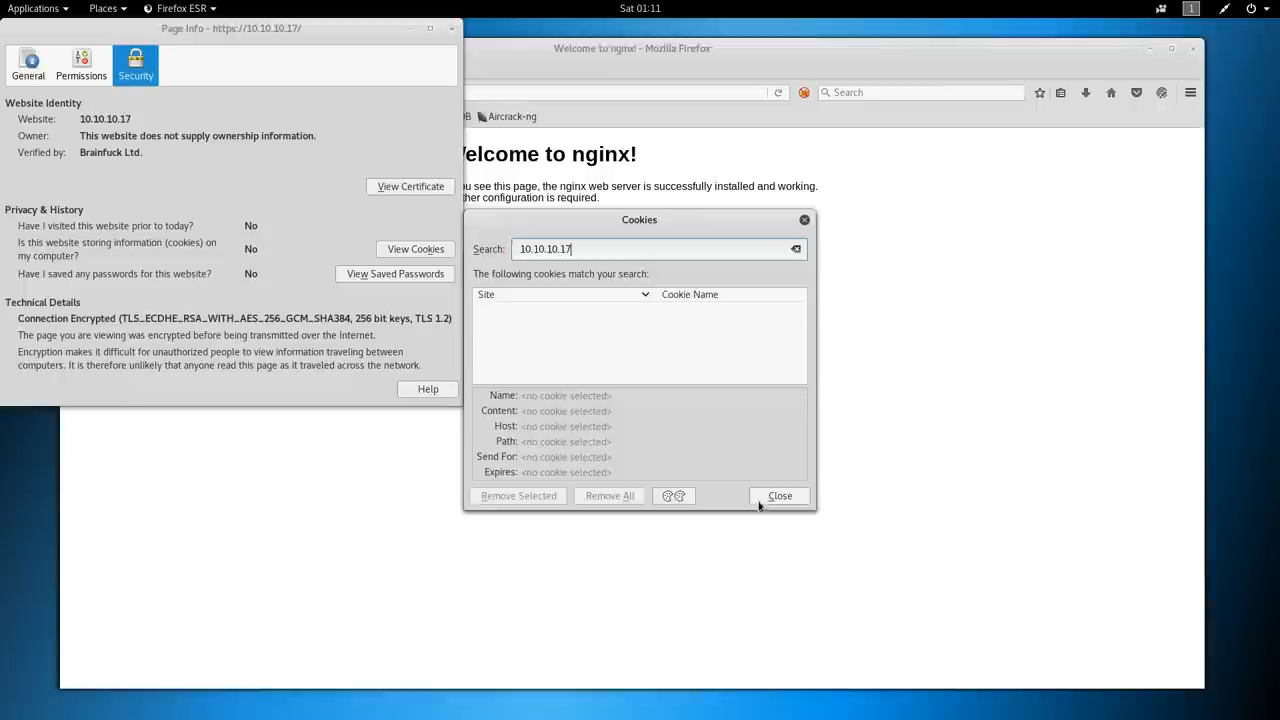 Applications Places Firefox ESR Sat 01:11 1
Page Info - https://10.10.10.17/
General Permissions Security
Website Identity
Website: 10.10.10.17
Owner: This website does not supply ownership information.
Verified by: Brainfuck Ltd.
View Certificate
Privacy & History
Have I visited this website prior to today? No
Is this website storing information (cookies) on
my computer? No View Cookies
Have I saved any passwords for this website? No View Saved Passwords
Technical Details
Connection Encrypted (TLS_ECDHE_RSA_WITH_AES_256_GCM_SHA384, 256 bit keys, TLS 1.2)
The page you are viewing was encrypted before being transmitted over the Internet.
Encryption makes it difficult for unauthorized people to view information traveling between
computers. It is therefore unlikely that anyone read this page as it traveled across the network.
Help
Welcome to nginx! - Mozilla Firefox
Search
DB Aircrack-ng
Welcome to nginx!
ou see this page, the nginx web server is successfully installed and working.
ther configuration is required.
Cookies
Search: 10.10.10.17
The following cookies match your search:
Site Cookie Name
Name: <no cookie selected>
Content: <no cookie selected>
Host: <no cookie selected>
Path: <no cookie selected>
Send For: <no cookie selected>
Expires: <no cookie selected>
Remove Selected Remove All Close